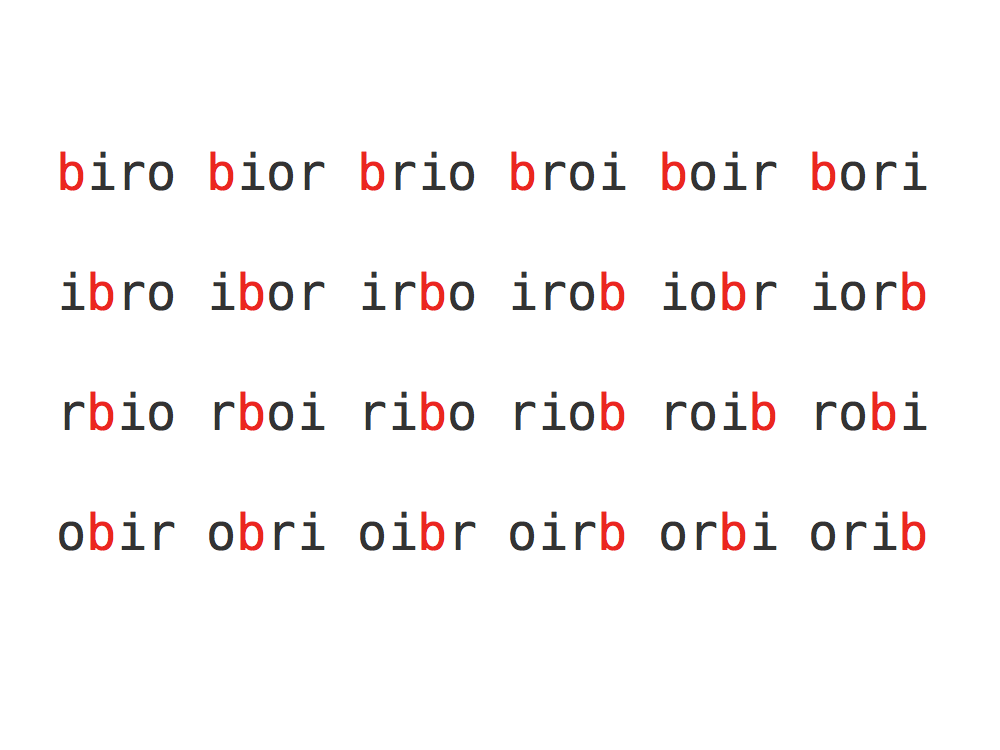 biro bior brio broi boir bori
ibro ibor irbo irob iobr iorb
rbio rboi ribo riob roib robi
obir obri oibr oirb orbi orib